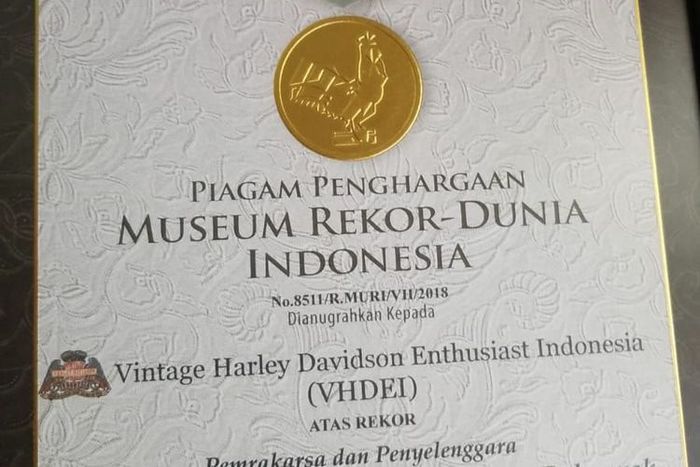 PIAGAM PENGHARGAAN
MUSEUM REKOR-DUNIA
INDONESIA
No.8511/R.MURI/VII/2018
Dianugrahkan Kepada
Vintage Harley Davidson Enthusiast Indonesia
(VHDEI)
ATAS REKOR
Pemrakarsa dan Penyelenggara